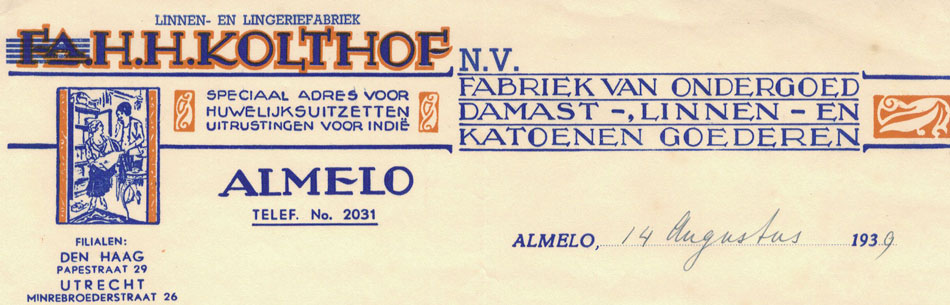 LINNEN- EN LINGERIEFABRIEK
FA.H.H.KOLTHOF N.V.
SPECIAAL ADRES VOOR
HUWELIJKSUITZETTEN
UITRUSTINGEN VOOR INDIË
FABRIEK VAN ONDERGOED
DAMAST-, LINNEN- EN
KATOENEN GOEDEREN
ALMELO
TELEF. No. 2031
FILIALEN:
DEN HAAG
PAPESTRAAT 29
UTRECHT
MINREBROEDERSTRAAT 26
ALMELO, 14 Augustus 1939